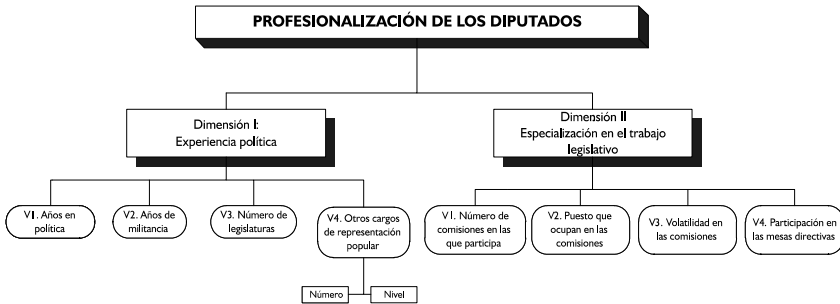 PROFESIONALIZACIÓN DE LOS DIPUTADOS
Dimensión I:
Experiencia política
Dimensión II
Especialización en el trabajo
legislativo
V1. Años en
política
V2. Años de
militancia
V3. Número de
legislaturas
V4. Otros cargos
de representación
popular
V1. Número de
comisiones en las
que participa
V2. Puesto que
ocupan en las
comisiones
V3. Volatilidad en
las comisiones
V4. Participación en
las mesas directivas
Número
Nivel